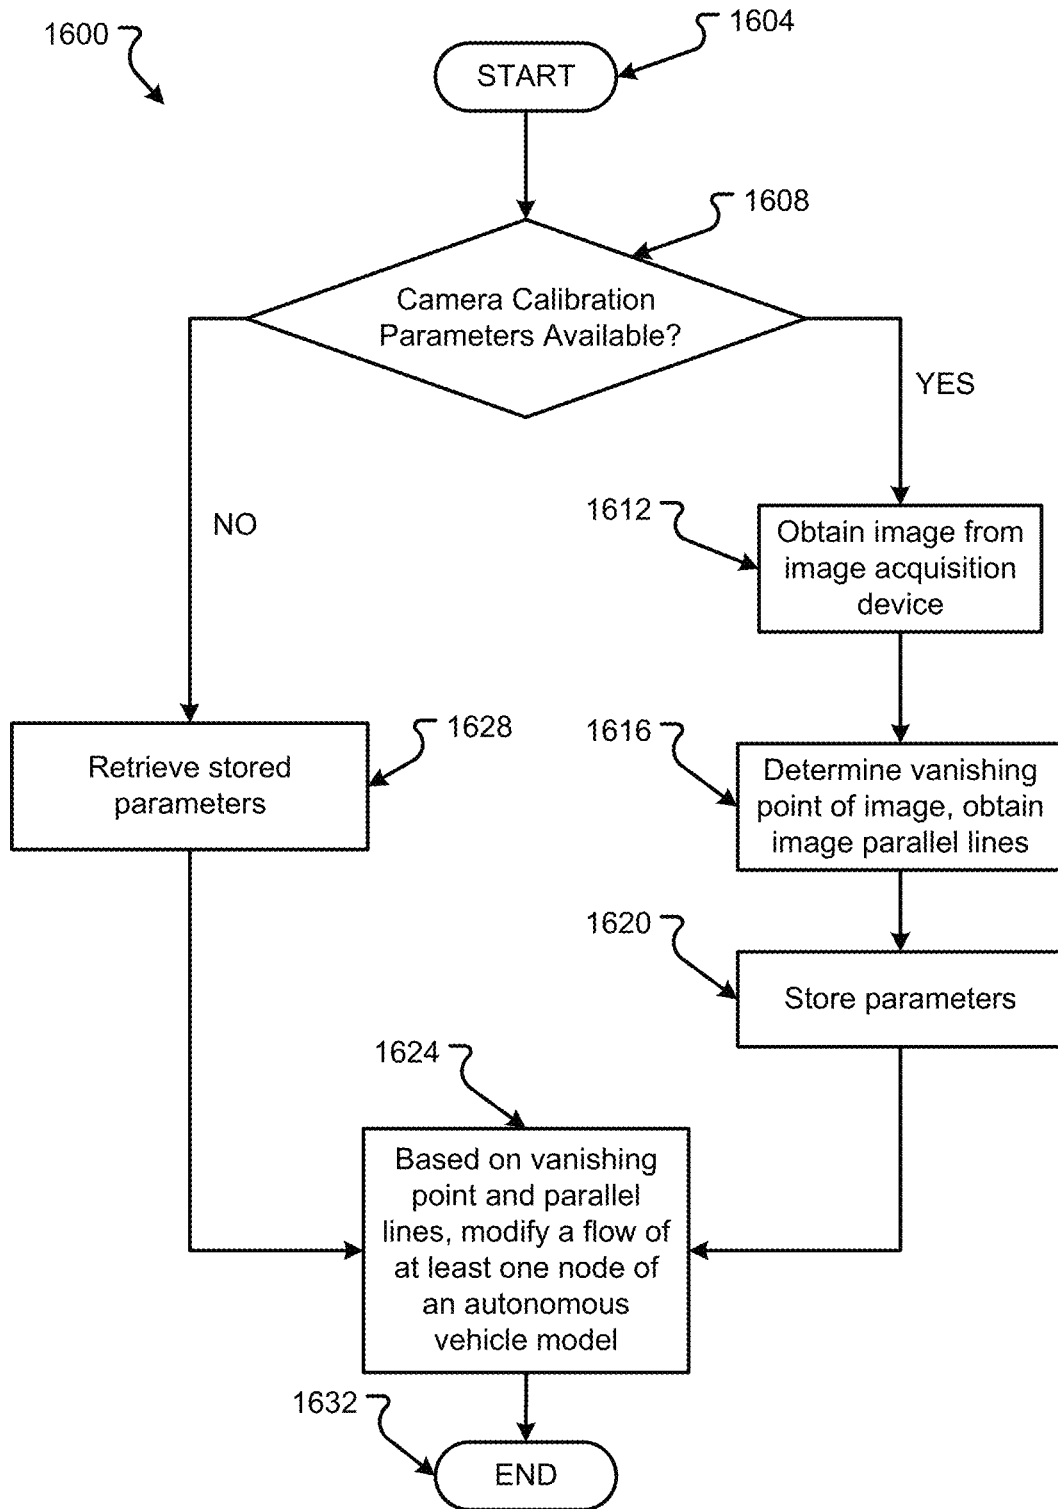 1600
START
1604
1608
Camera Calibration
Parameters Available?
YES
NO
1612
Obtain image from
image acquisition
device
1628
Retrieve stored
parameters
1616
Determine vanishing
point of image, obtain
image parallel lines
1620
Store parameters
1624
Based on vanishing
point and parallel
lines, modify a flow of
at least one node of
an autonomous
vehicle model
1632
END